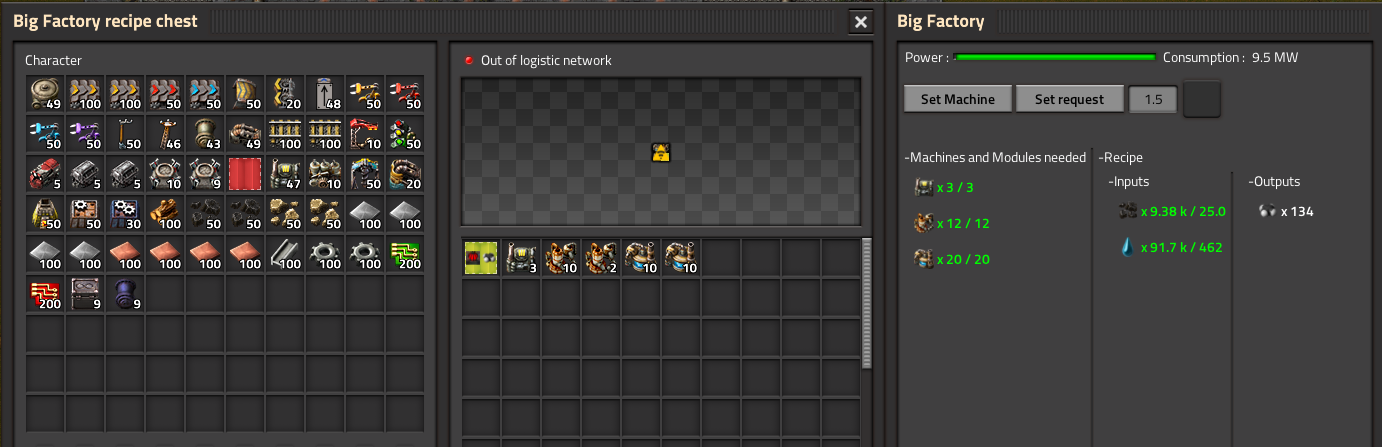 Big Factory recipe chest
Big Factory
Character
Out of logistic network
Power :
Consumption : 9.5 MW
49 100 100 50 50 50 20 48 50 50
50 50 50 46 43 49 100 100 10 50
5 5 5 10 9 47 10 50 20
50 50 30 100 50 50 50 50 100 100
100 100 100 100 100 100 100 100 100 200
200 9 9
3 10 2 10 10
Set Machine Set request 1.5
-Machines and Modules needed
x 3 / 3
x 12 / 12
x 20 / 20
-Recipe
-Inputs
x 9.38 k / 25.0
x 91.7 k / 462
-Outputs
x 134